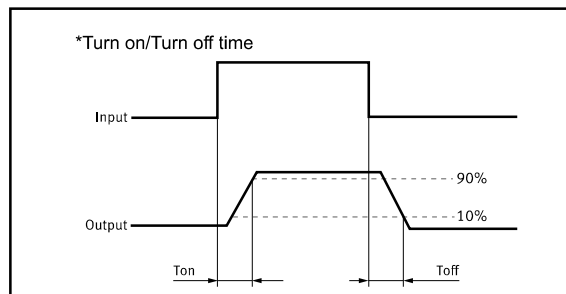 *Turn on/Turn off time
Input
90%
10%
Output
Ton
Toff